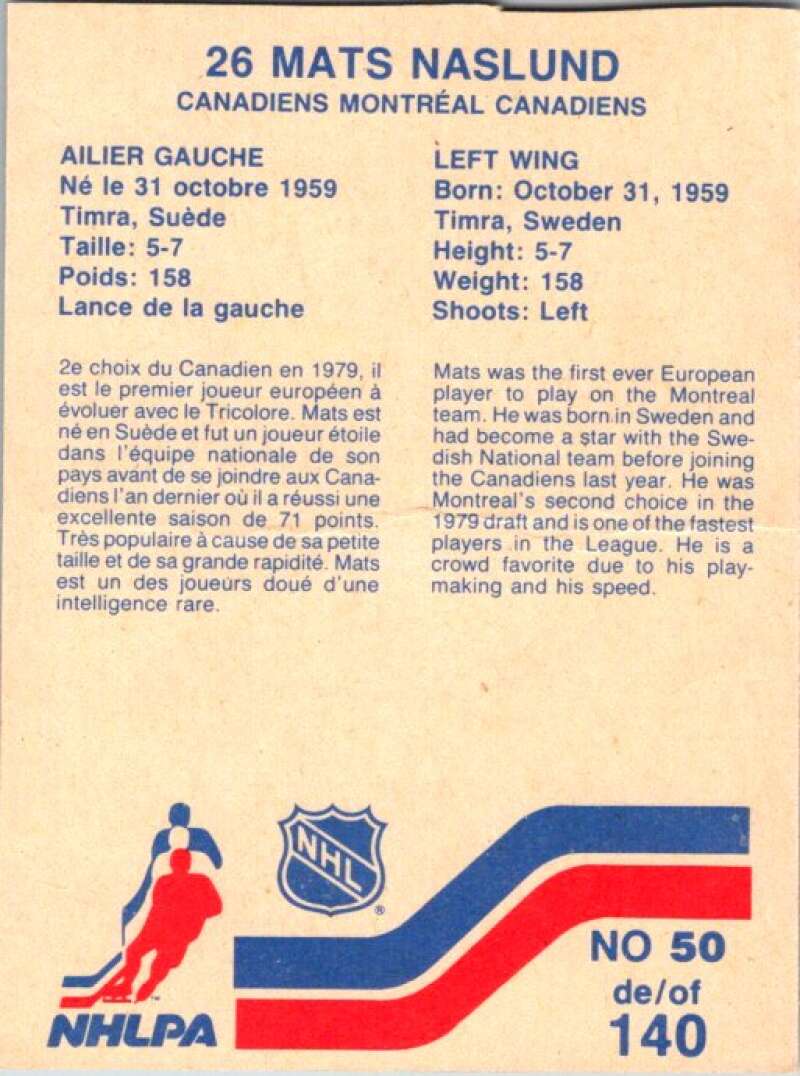 26 MATS NASLUND
CANADIENS MONTRÉAL CANADIENS
AILIER GAUCHE
Né le 31 octobre 1959
Timra, Suède
Taille: 5-7
Poids: 158
Lance de la gauche
2e choix du Canadien en 1979, il
est le premier joueur européen à
évoluer avec le Tricolore. Mats est
né en Suède et fut un joueur étoile
dans l'équipe nationale de son
pays avant de se joindre aux Cana-
diens l'an dernier où il a réussi une
excellente saison de 71 points.
Très populaire à cause de sa petite
taille et de sa grande rapidité. Mats
est un des joueurs doué d'une
intelligence rare.
LEFT WING
Born: October 31, 1959
Timra, Sweden
Height: 5-7
Weight: 158
Shoots: Left
Mats was the first ever European
player to play on the Montreal
team. He was born in Sweden and
had become a star with the Swe-
dish National team before joining
the Canadiens last year. He was
Montreal's second choice in the
1979 draft and is one of the fastest
players in the League. He is a
crowd favorite due to his play-
making and his speed.
NHL
®
™
NHLPA
NO 50
de/of
140